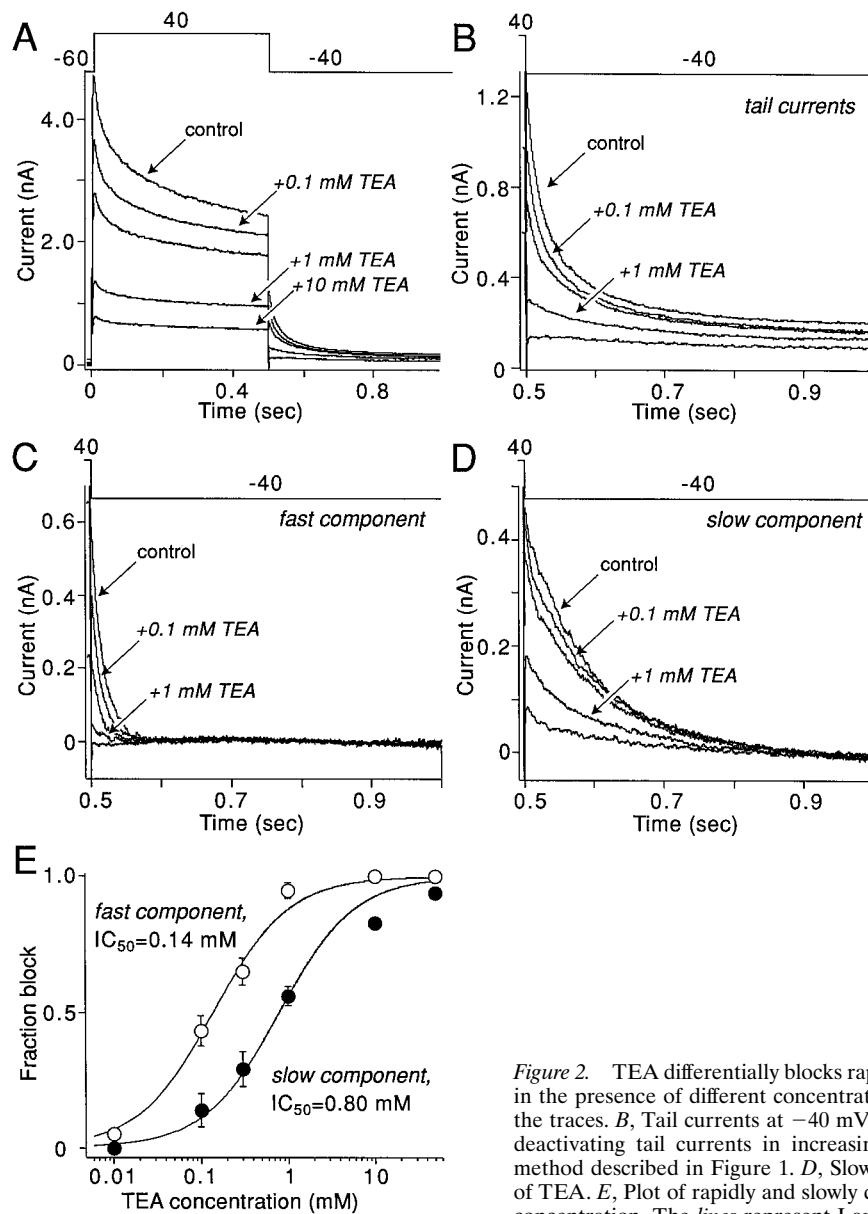 A
40
-60
-40
4.0
2.0
0
Current (nA)
control
+0.1 mM TEA
+1 mM TEA
+10 mM TEA
0
0.4
0.8
Time (sec)
B
40
-40
tail currents
1.2
0.8
0.4
0
Current (nA)
control
+0.1 mM TEA
+1 mM TEA
0.5
0.7
0.9
Time (sec)
C
40
-40
fast component
0.6
0.4
0.2
0
Current (nA)
control
+0.1 mM TEA
+1 mM TEA
0.5
0.7
0.9
Time (sec)
D
40
-40
slow component
0.4
0.2
0
Current (nA)
control
+0.1 mM TEA
+1 mM TEA
0.5
0.7
0.9
Time (sec)
E
1.0
0.5
0
Fraction block
fast component,
IC50=0.14 mM
slow component,
IC50=0.80 mM
0.01
0.1
1
10
TEA concentration (mM)
Figure 2. TEA differentially blocks rap
in the presence of different concentrat
the traces. B, Tail currents at −40 mV
deactivating tail currents in increasin
method described in Figure 1. D, Slow
of TEA. E, Plot of rapidly and slowly d